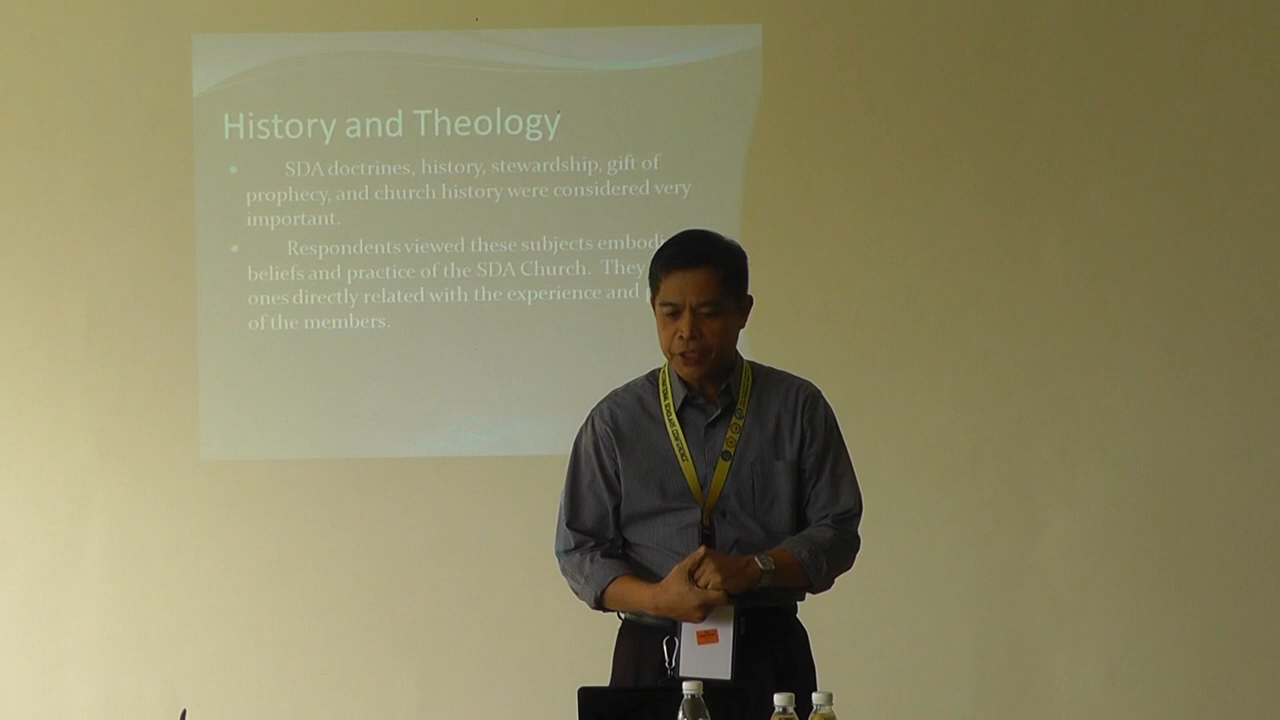 History and Theology
SDA doctrines, history, stewardship, gift of
prophecy, and church history were considered very
important.
Respondents viewed these subjects
beliefs and practice of the SDA Church. They
ones directly related with the experience and
of the members.